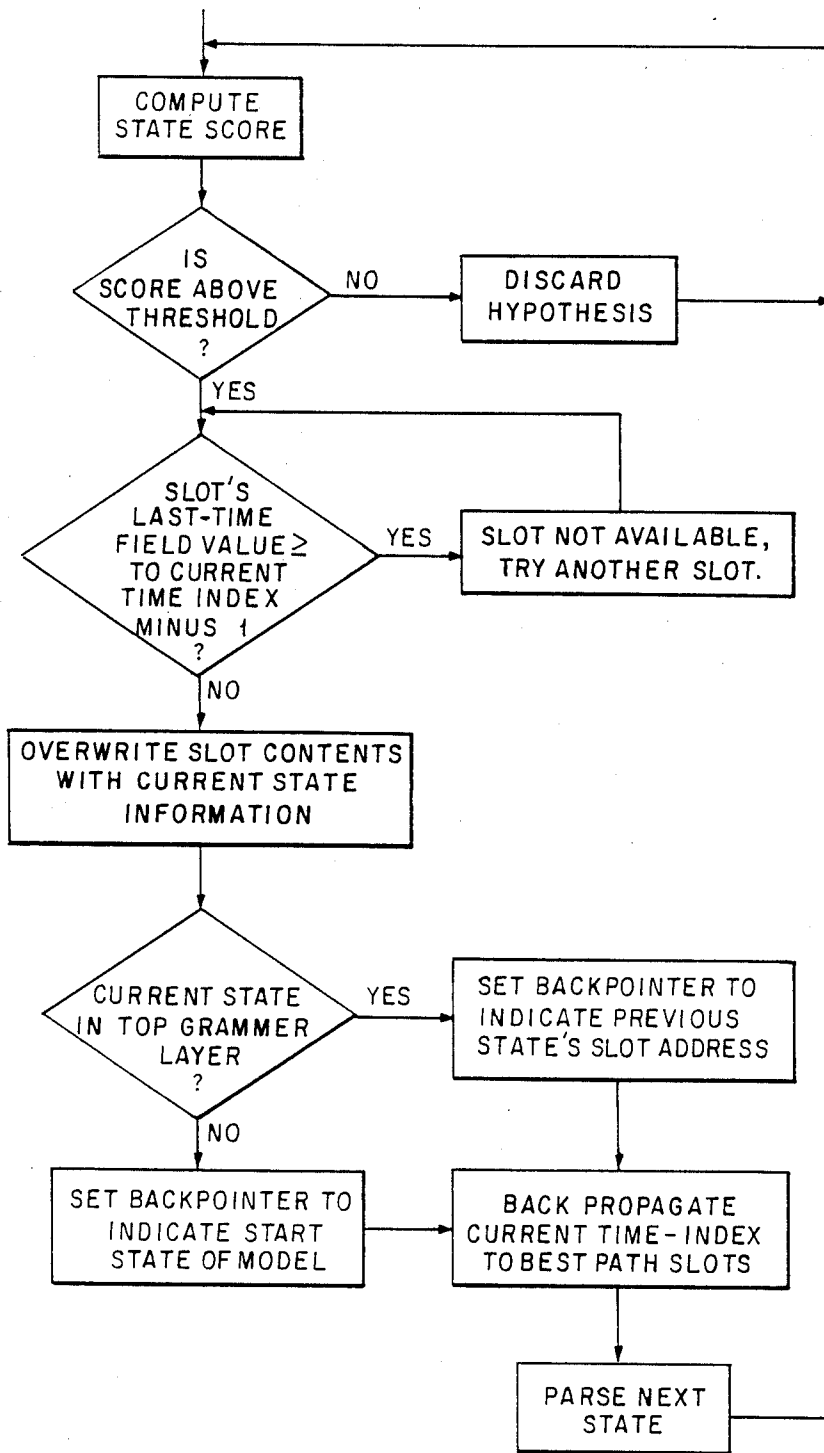 COMPUTE
STATE SCORE
IS
SCORE ABOVE
THRESHOLD
?
NO
DISCARD
HYPOTHESIS
YES
SLOT'S
LAST-TIME
FIELD VALUE ≥
TO CURRENT
TIME INDEX
MINUS 1
?
YES
SLOT NOT AVAILABLE,
TRY ANOTHER SLOT.
NO
OVERWRITE SLOT CONTENTS
WITH CURRENT STATE
INFORMATION
CURRENT STATE
IN TOP GRAMMER
LAYER
?
YES
SET BACKPOINTER TO
INDICATE PREVIOUS
STATE'S SLOT ADDRESS
NO
SET BACKPOINTER TO
INDICATE START
STATE OF MODEL
BACK PROPAGATE
CURRENT TIME-INDEX
TO BEST PATH SLOTS
PARSE NEXT
STATE